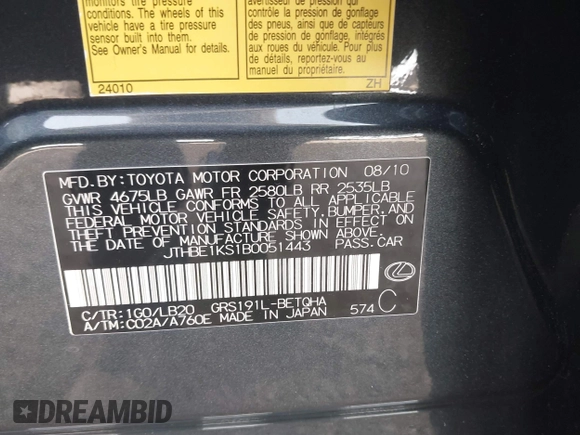 monitors tire pressure
conditions. The wheels of this
vehicle have a tire pressure
sensor built into them.
See Owner's Manual for details.
24010
avertisseur de pression qui
contrôle la pression de gonflage
des pneus, ainsi que de capteurs
de pression de gonflage, intégrés
aux roues du véhicule. Pour plus
de détails, reportez-vous au
manuel du propriétaire.
ZH
MFD.BY:TOYOTA MOTOR CORPORATION 08/10
GVWR 4675LB GAWR FR 2580LB RR 2535LB
THIS VEHICLE CONFORMS TO ALL APPLICABLE
FEDERAL MOTOR VEHICLE SAFETY, BUMPER, AND
THEFT PREVENTION STANDARDS IN EFFECT ON
THE DATE OF MANUFACTURE SHOWN ABOVE.
JTHBE1KS1B0051443 PASS.CAR
C/TR:1G0/LB20 GRS191L-BETQHA
A/TM:C02A/A760E MADE IN JAPAN 574 C
DREAMBID